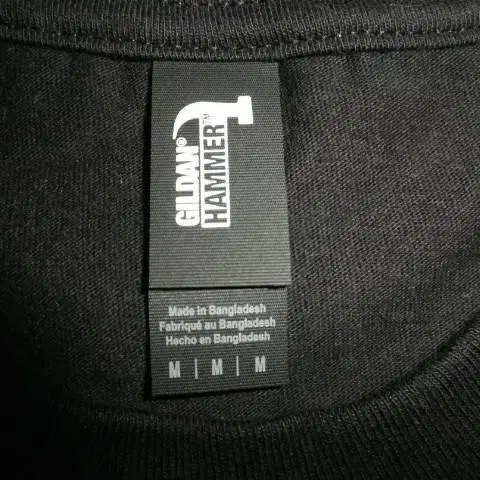 GILDAN®
HAMMER™
Made in Bangladesh
Fabriqué au Bangladesh
Hecho en Bangladesh
M | M | M